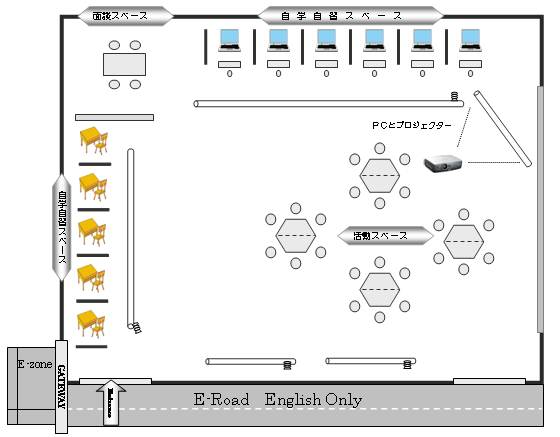 面談スペース
自学自習スペース
PCとプロジェクター
自学自習スペース
活動スペース
E-zone
GATEWAY
Entrance
E-Road English Only